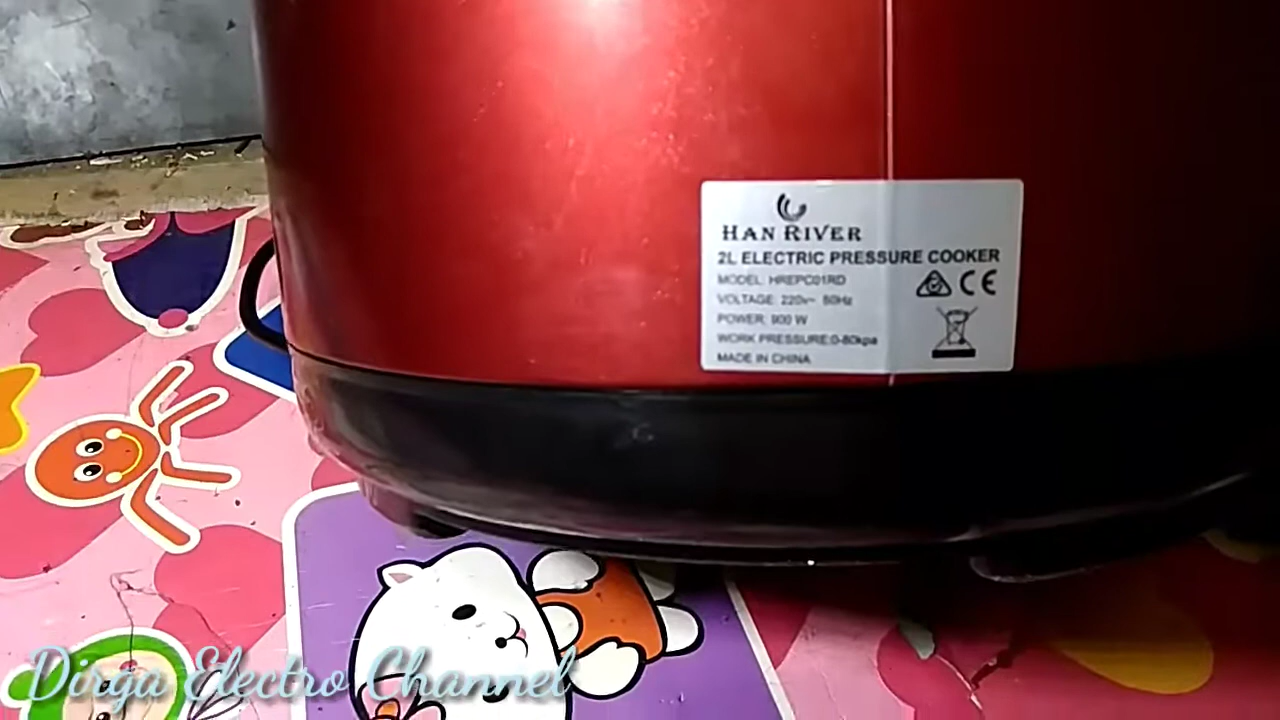 HAN RIVER
2L ELECTRIC PRESSURE COOKER
MODEL: HREPC01RD
VOLTAGE: 220v~ 50Hz
POWER: 900 W
WORK PRESSURE:0-80kpa
MADE IN CHINA
CE
Dirga Electro Channel